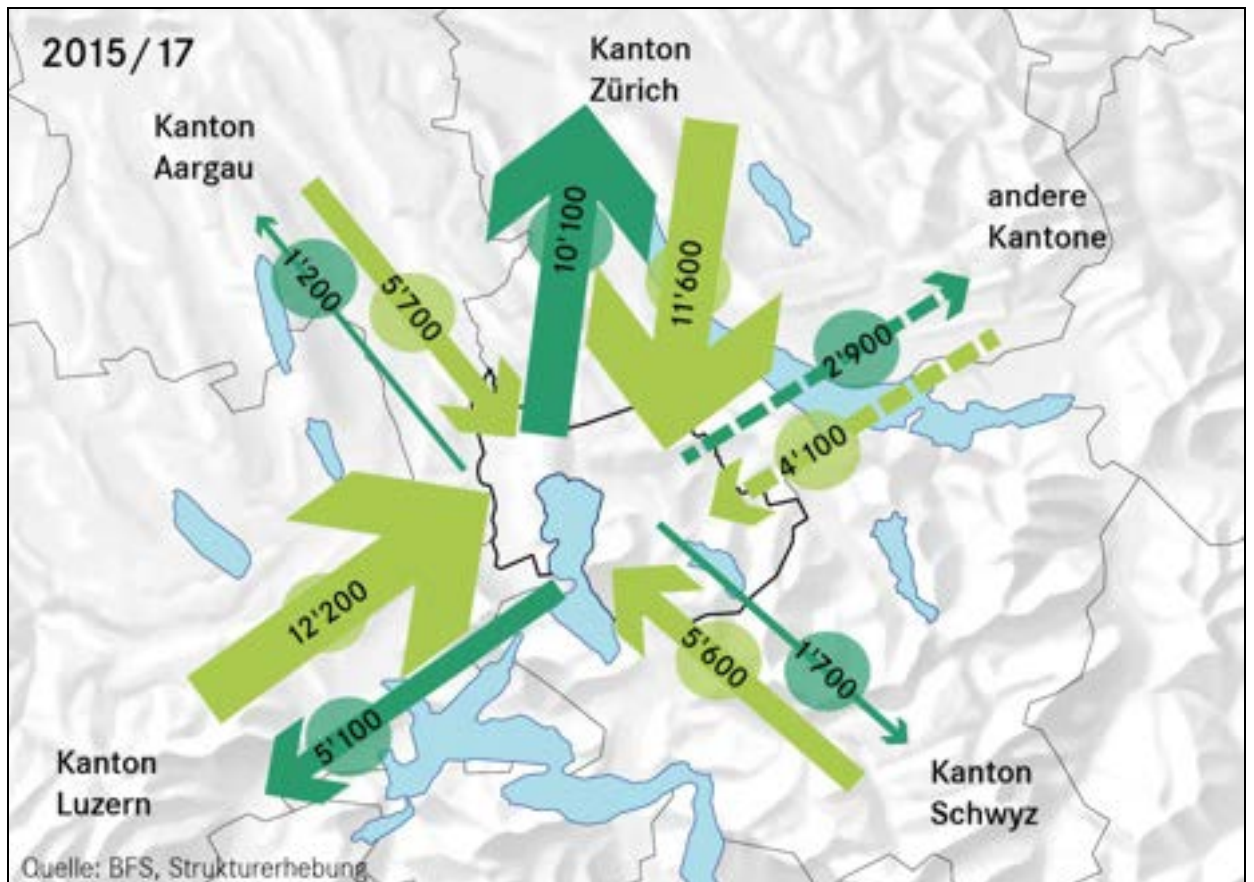 2015/17
Kanton
Zürich
Kanton
Aargau
andere
Kantone
10'100
11'600
1'200
5'700
2'900
4'100
12'200
5'600
1'700
5'100
Kanton
Luzern
Kanton
Schwyz
Quelle: BFS, Strukturerhebung